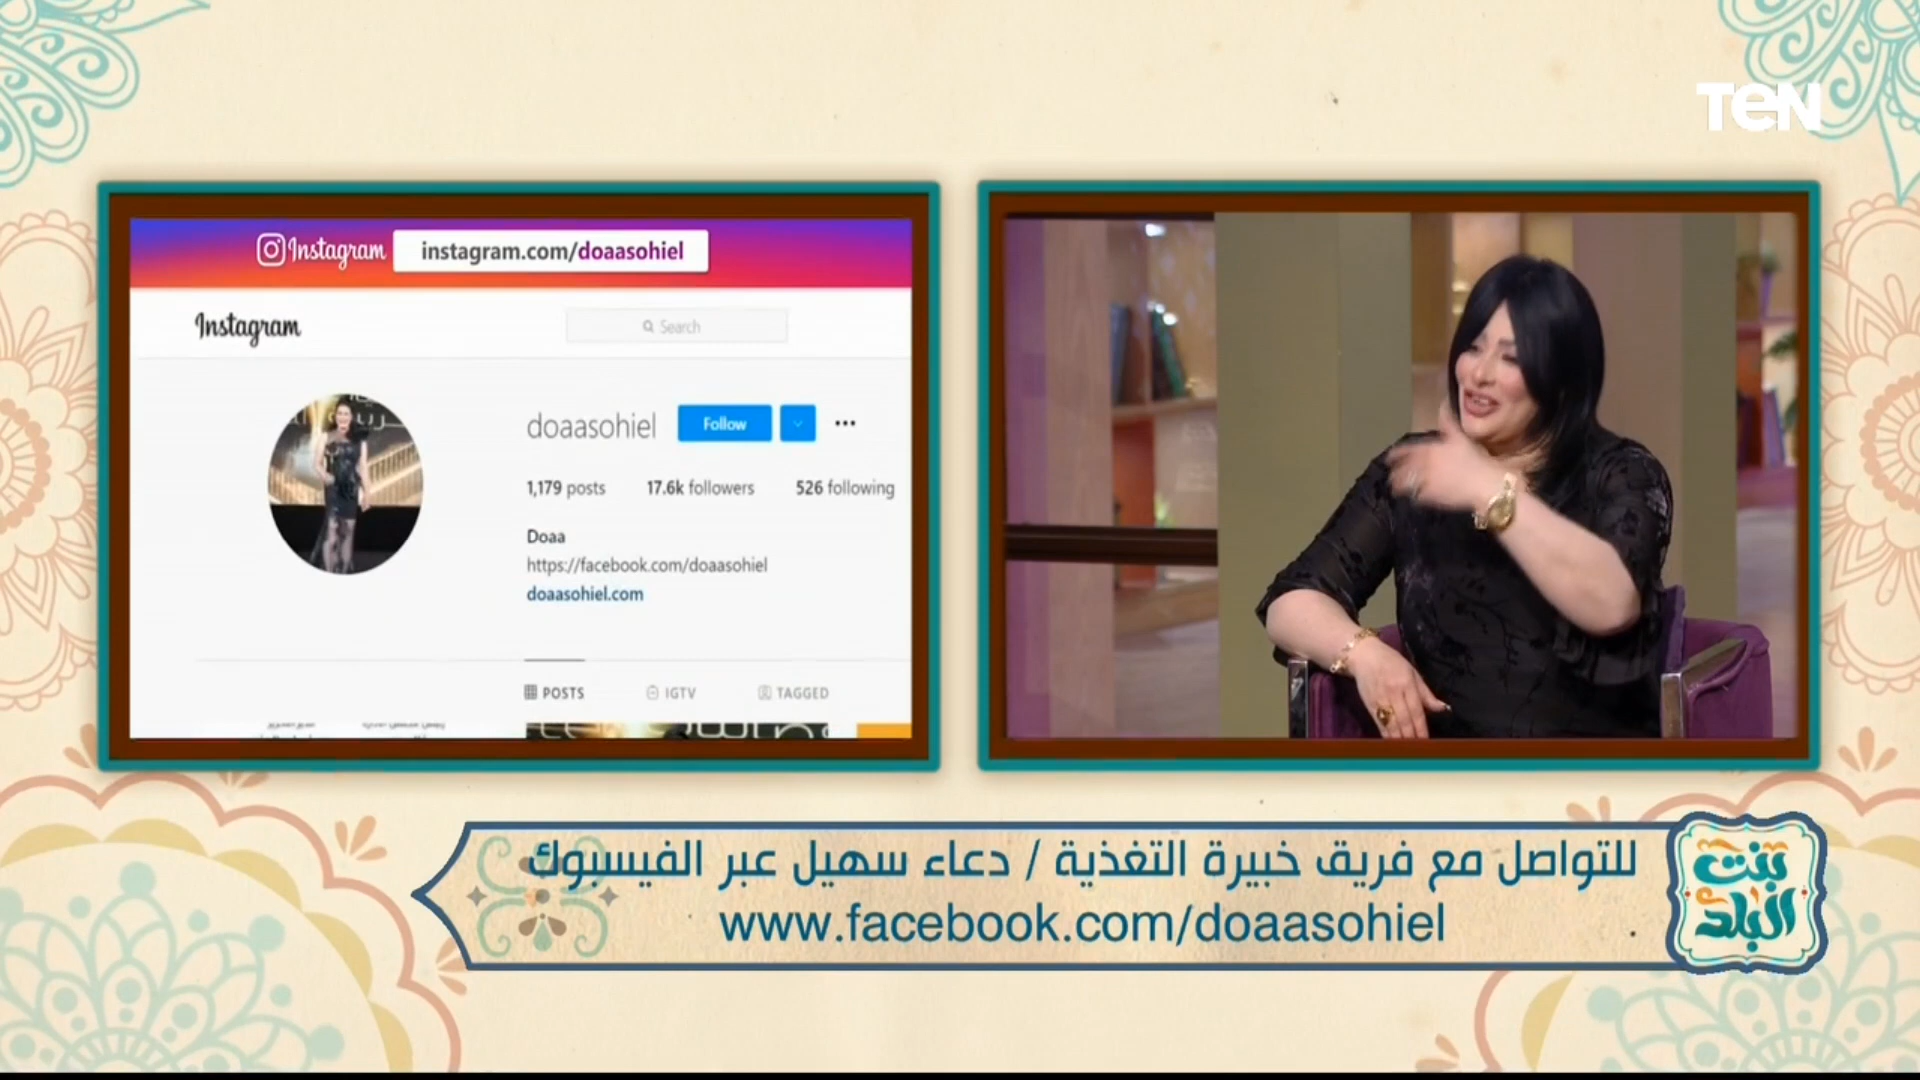 TEN
Instagram instagram.com/doaasohiel
Instagram
Search
doaasohiel Follow
1,179 posts 17.6k followers 526 following
Doaa
https://facebook.com/doaasohiel
doaasohiel.com
POSTS IGTV TAGGED
للتواصل مع فريق خبيرة التغذية / دعاء سهيل عبر الفيسبوك
www.facebook.com/doaasohiel
بنت
البلد